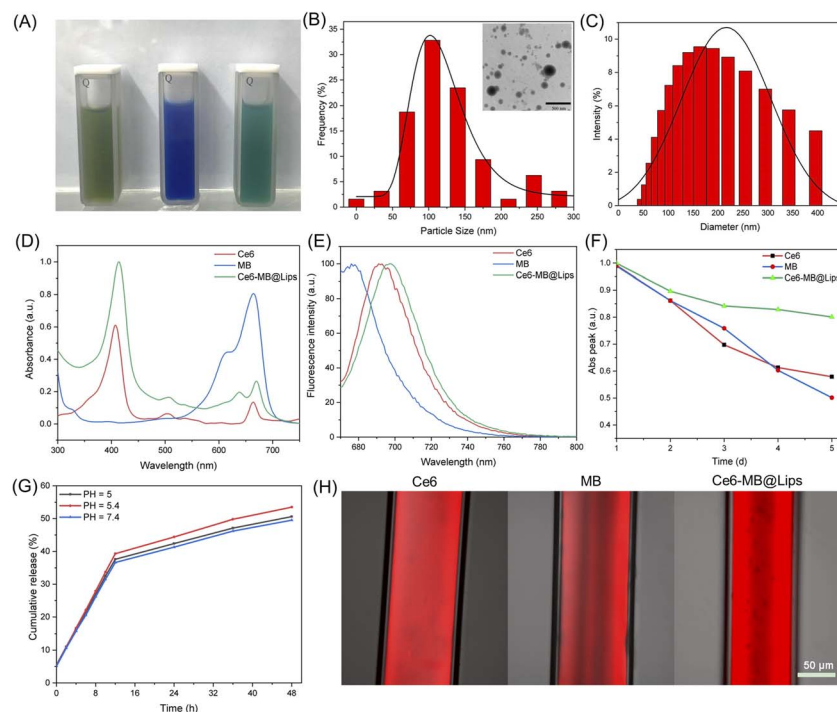 (A)
Q
Q
Q
(B)
Frequency (%)
40
35
30
25
20
15
10
5
0
0 50 100 150 200 250 300
Particle Size (nm)
(C)
Intensity (%)
10
8
6
4
2
0
0 100 200 300 400
Diameter (nm)
(D)
Ce6
MB
Ce6-MB@Lips
Absorbance (a.u.)
1.0
0.8
0.6
0.4
0.2
0.0
300 400 500 600 700
Wavelength (nm)
(E)
Ce6
MB
Ce6-MB@Lips
Fluorescence intensity (a.u.)
100
80
60
40
20
0
680 700 720 740 760 780 800
Wavelength (nm)
(F)
Ce6
MB
Ce6-MB@Lips
Abs peak (a.u.)
1.0
0.9
0.8
0.7
0.6
0.5
0.4
1 2 3 4 5
Time (d)
(G)
PH = 5
PH = 5.4
PH = 7.4
Cumulative release (%)
60
50
40
30
20
10
0
0 8 16 24 32 40 48
Time (h)
(H)
Ce6 MB Ce6-MB@Lips
50 μm